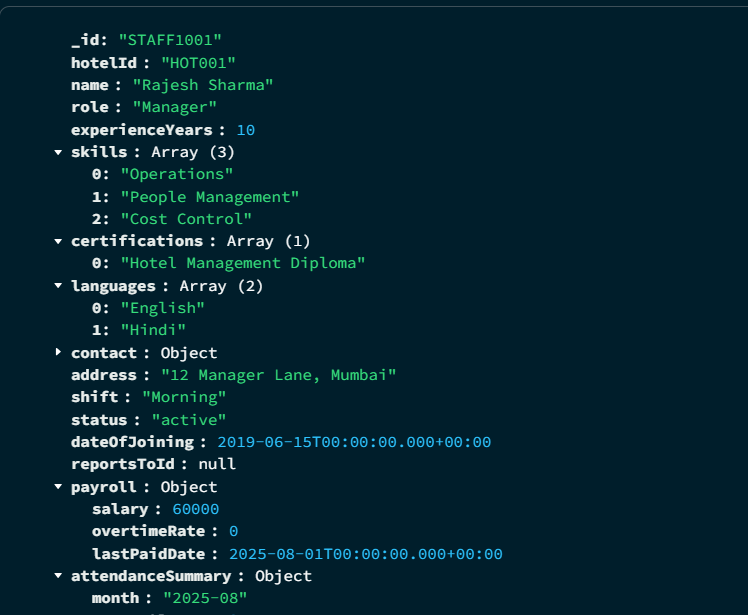 _id: "STAFF1001"
hotelId : "HOT001"
name : "Rajesh Sharma"
role : "Manager"
experienceYears : 10
skills : Array (3)
0: "Operations"
1: "People Management"
2: "Cost Control"
certifications : Array (1)
0: "Hotel Management Diploma"
languages : Array (2)
0: "English"
1: "Hindi"
contact : Object
address : "12 Manager Lane, Mumbai"
shift : "Morning"
status : "active"
dateOfJoining : 2019-06-15T00:00:00.000+00:00
reportsToId : null
payroll : Object
salary : 60000
overtimeRate : 0
lastPaidDate : 2025-08-01T00:00:00.000+00:00
attendanceSummary : Object
month : "2025-08"